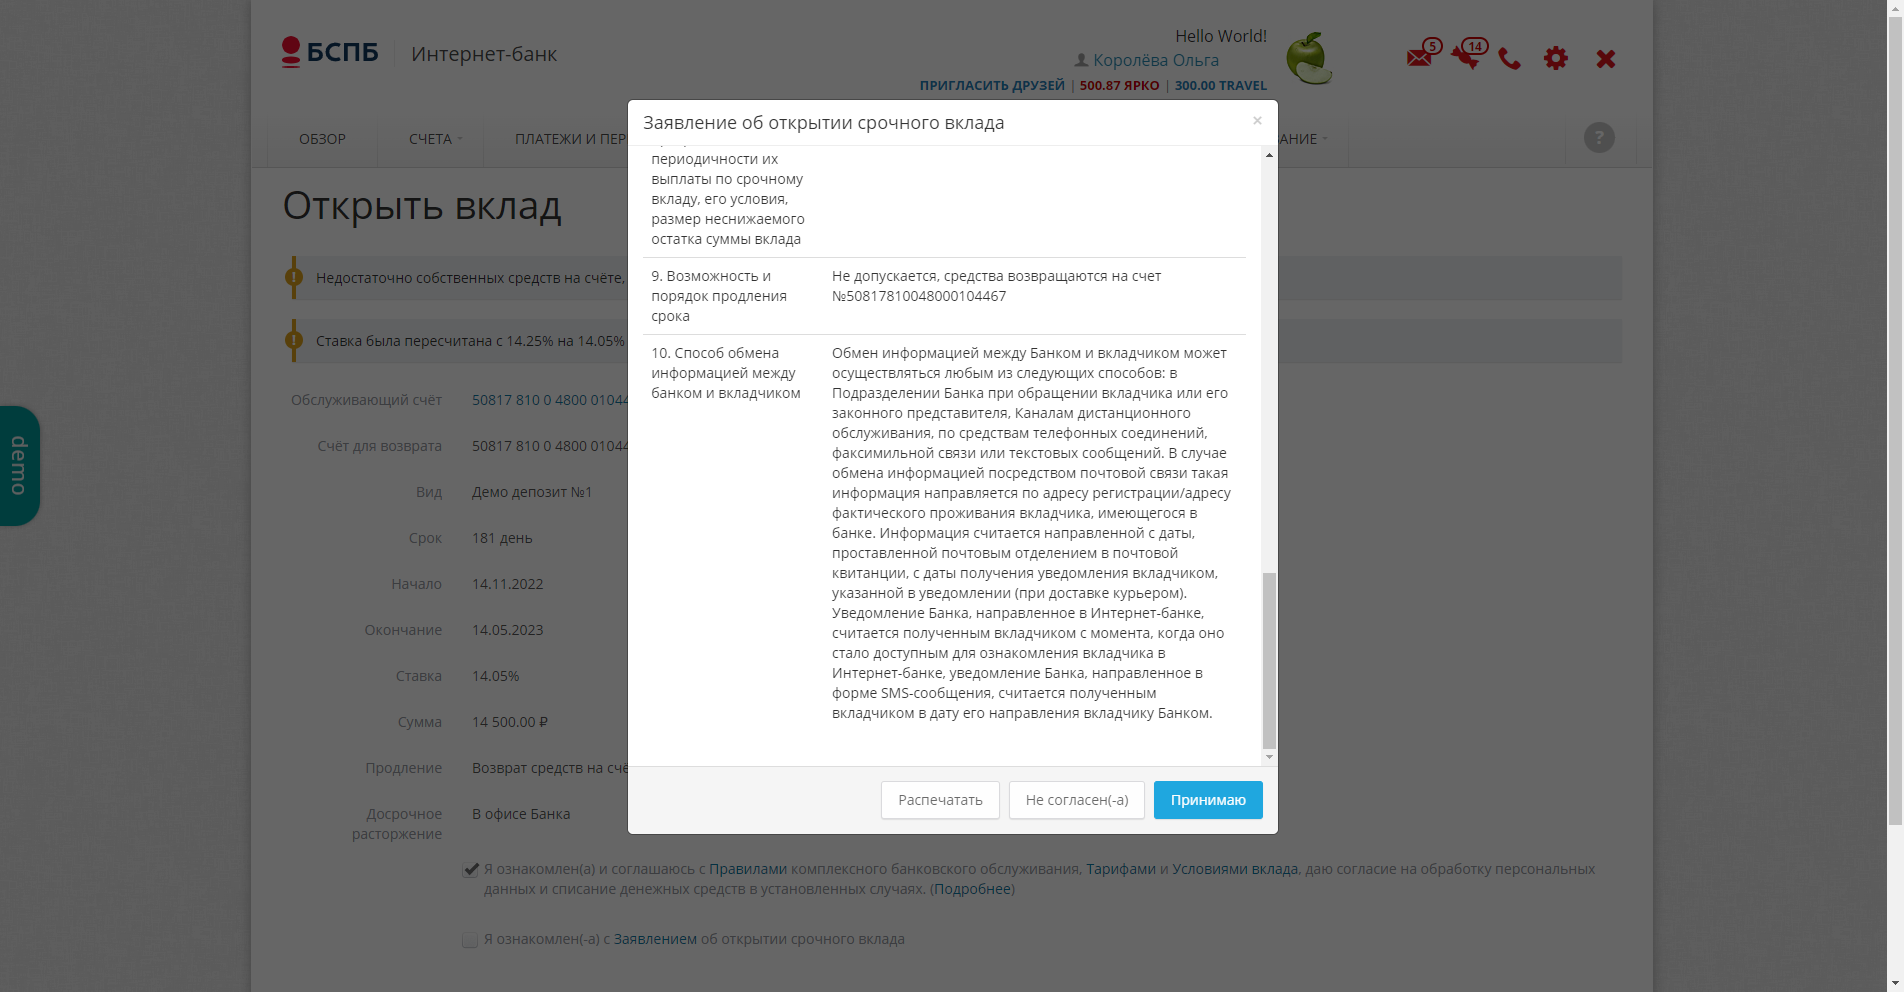 БСПБ
Интернет-банк
Hello World!
Королёва Ольга
ПРИГЛАСИТЬ ДРУЗЕЙ | 500.87 ЯРКО | 300.00 TRAVEL
5
14
ОБЗОР
СЧЕТА
ПЛАТЕЖИ И
?
Открыть вклад
Недостаточно собственных средств на счёте,
Ставка была пересчитана с 14.25% на 14.05%
Обслуживающий счёт
50817 810 0 4800 01044
Счёт для возврата
50817 810 0 4800 01044
Вид
Демо депозит №1
Срок
181 день
Начало
14.11.2022
Окончание
14.05.2023
Ставка
14.05%
Сумма
14 500.00 ₽
Продление
Возврат средств на
Досрочное
расторжение
В офисе Банка
Я ознакомлен(а) и соглашаюсь с Правилами комплексного банковского обслуживания, Тарифами и Условиями вклада, даю согласие на обработку персональных
данных и списание денежных средств в установленных случаях. (Подробнее)
Я ознакомлен(-а) с Заявлением об открытии срочного вклада
demo
Заявление об открытии срочного вклада
×
периодичности их
выплаты по срочному
вкладу, его условия,
размер неснижаемого
остатка суммы вклада
9. Возможность и
порядок продления
срока
Не допускается, средства возвращаются на счет
№50817810048000104467
10. Способ обмена
информацией между
банком и вкладчиком
Обмен информацией между Банком и вкладчиком может
осуществляться любым из следующих способов: в
Подразделении Банка при обращении вкладчика или его
законного представителя, Каналам дистанционного
обслуживания, по средствам телефонных соединений,
факсимильной связи или текстовых сообщений. В случае
обмена информацией посредством почтовой связи такая
информация направляется по адресу регистрации/адресу
фактического проживания вкладчика, имеющегося в
банке. Информация считается направленной с даты,
проставленной почтовым отделением в почтовой
квитанции, с даты получения уведомления вкладчиком,
указанной в уведомлении (при доставке курьером).
Уведомление Банка, направленное в Интернет-банке,
считается полученным вкладчиком с момента, когда оно
стало доступным для ознакомления вкладчика в
Интернет-банке, уведомление Банка, направленное в
форме SMS-сообщения, считается полученным
вкладчиком в дату его направления вкладчику Банком.
Распечатать
Не согласен(-а)
Принимаю